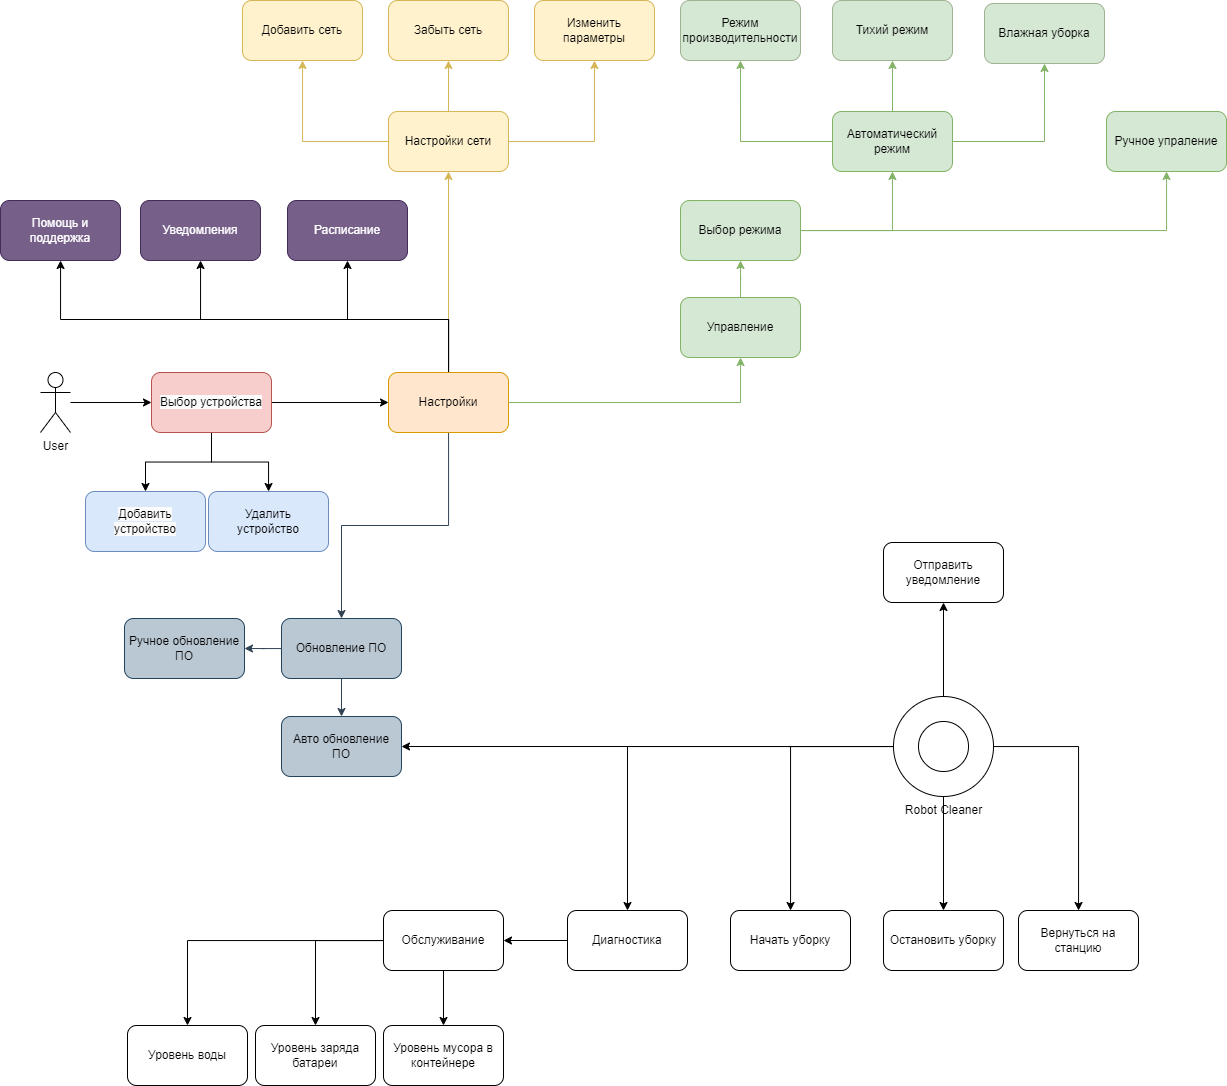 Добавить сеть
Забыть сеть
Изменить
параметры
Режим
производительности
Тихий режим
Влажная уборка
Настройки сети
Автоматический
режим
Ручное упраление
Помощь и
поддержка
Уведомления
Расписание
Выбор режима
Управление
User
Выбор устройства
Настройки
Добавить
устройство
Удалить
устройство
Отправить
уведомление
Ручное обновление
ПО
Обновление ПО
Авто обновление
ПО
Robot Cleaner
Обслуживание
Диагностика
Начать уборку
Остановить уборку
Вернуться на
станцию
Уровень воды
Уровень заряда
батареи
Уровень мусора в
контейнере